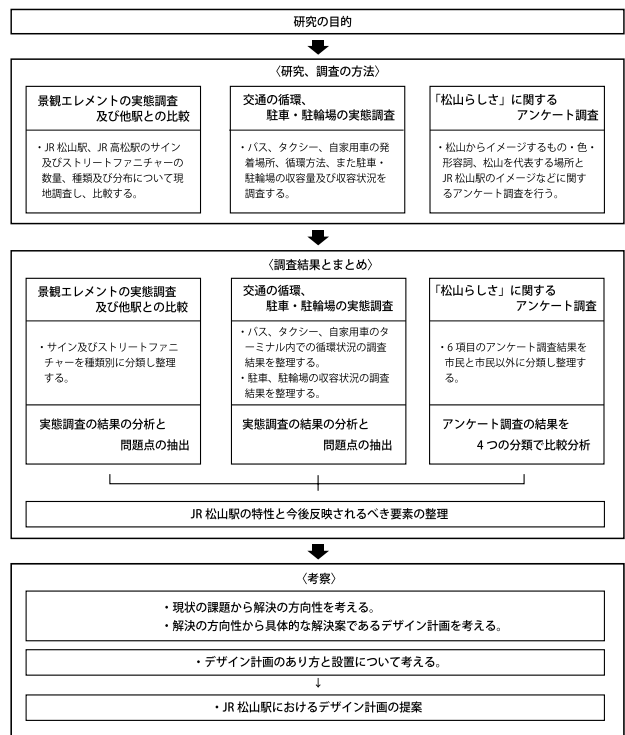 研究の目的
〈研究、調査の方法〉
景観エレメントの実態調査
及び他駅との比較
・JR 松山駅、JR 高松駅のサイン
及びストリートファニチャーの
数量、種類及び分布について現
地調査し、比較する。
交通の循環、
駐車・駐輪場の実態調査
・バス、タクシー、自家用車の発
着場所、循環方法、また駐車・
駐輪場の収容量及び収容状況を
調査する。
「松山らしさ」に関する
アンケート調査
・松山からイメージするもの・色・
形容詞、松山を代表する場所と
JR 松山駅のイメージなどに関す
るアンケート調査を行う。
〈調査結果とまとめ〉
景観エレメントの実態調査
及び他駅との比較
・サイン及びストリートファニ
チャーを種類別に分類し整理
する。
実態調査の結果の分析と
問題点の抽出
交通の循環、
駐車・駐輪場の実態調査
・バス、タクシー、自家用車のタ
ーミナル内での循環状況の調査
結果を整理する。
・駐車、駐輪場の収容状況の調査
結果を整理する。
実態調査の結果の分析と
問題点の抽出
「松山らしさ」に関する
アンケート調査
・6 項目のアンケート調査結果を
市民と市民以外に分類し整理す
る。
アンケート調査の結果を
4 つの分類で比較分析
JR 松山駅の特性と今後反映されるべき要素の整理
〈考察〉
・現状の課題から解決の方向性を考える。
・解決の方向性から具体的な解決案であるデザイン計画を考える。
・デザイン計画のあり方と設置について考える。
↓
・JR 松山駅におけるデザイン計画の提案